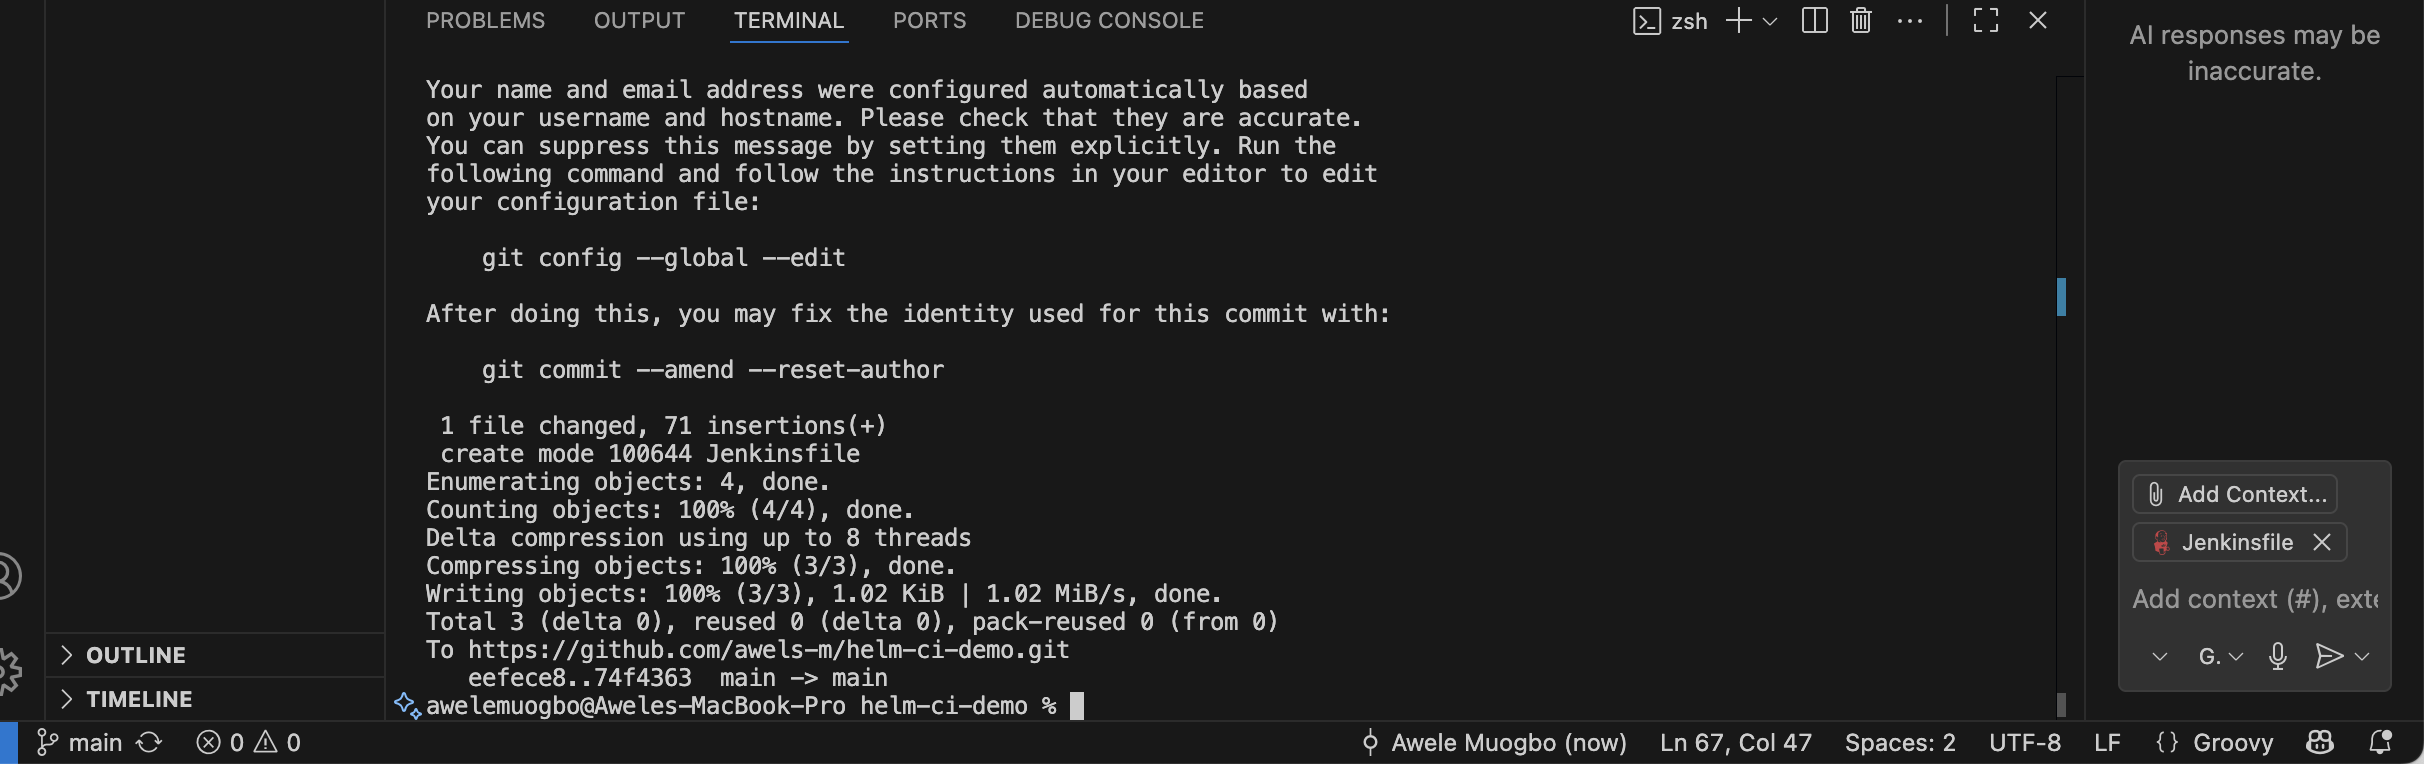 PROBLEMS OUTPUT TERMINAL PORTS DEBUG CONSOLE
zsh
AI responses may be
inaccurate.
Your name and email address were configured automatically based
on your username and hostname. Please check that they are accurate.
You can suppress this message by setting them explicitly. Run the
following command and follow the instructions in your editor to edit
your configuration file:
git config --global --edit
After doing this, you may fix the identity used for this commit with:
git commit --amend --reset-author
1 file changed, 71 insertions(+)
create mode 100644 Jenkinsfile
Enumerating objects: 4, done.
Counting objects: 100% (4/4), done.
Delta compression using up to 8 threads
Compressing objects: 100% (3/3), done.
Writing objects: 100% (3/3), 1.02 KiB | 1.02 MiB/s, done.
Total 3 (delta 0), reused 0 (delta 0), pack-reused 0 (from 0)
To https://github.com/awels-m/helm-ci-demo.git
eefece8..74f4363 main -> main
awelemuogbo@Aweles-MacBook-Pro helm-ci-demo %
Add Context...
Jenkinsfile
Add context (#), exte
G.
OUTLINE
TIMELINE
main 0 0 Awele Muogbo (now) Ln 67, Col 47 Spaces: 2 UTF-8 LF {} Groovy